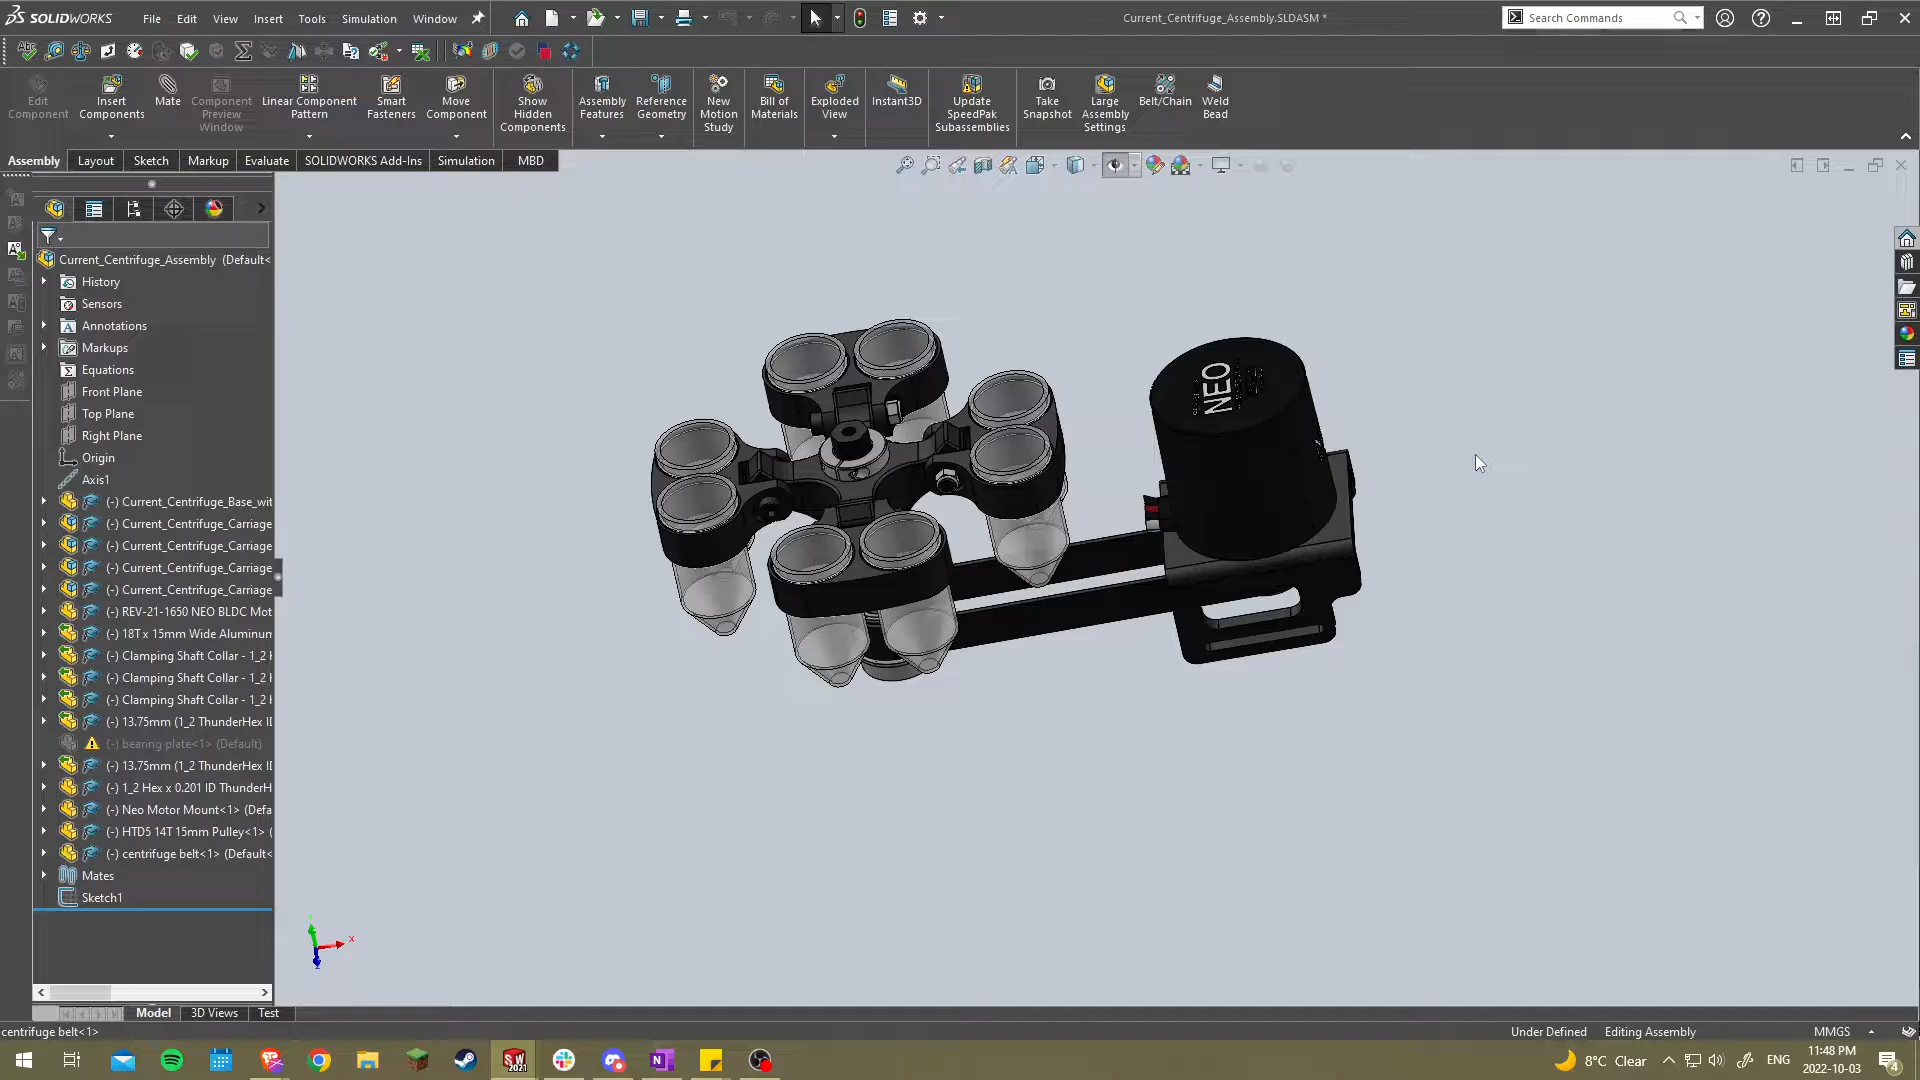 SOLIDWORKS
File Edit View Insert Tools Simulation Window
Current_Centrifuge_Assembly.SLDASM *
Search Commands
Edit Component
Insert Components
Mate
Component Preview Window
Linear Component Pattern
Smart Fasteners
Move Component
Show Hidden Components
Assembly Features
Reference Geometry
New Motion Study
Bill of Materials
Exploded View
Instant3D
Update SpeedPak Subassemblies
Take Snapshot
Large Assembly Settings
Belt/Chain
Weld Bead
Assembly Layout Sketch Markup Evaluate SOLIDWORKS Add-Ins Simulation MBD
Current_Centrifuge_Assembly (Default<
History
Sensors
Annotations
Markups
Equations
Front Plane
Top Plane
Right Plane
Origin
Axis1
(-) Current_Centrifuge_Base_wit
(-) Current_Centrifuge_Carriage
(-) Current_Centrifuge_Carriage
(-) Current_Centrifuge_Carriage
(-) Current_Centrifuge_Carriage
(-) REV-21-1650 NEO BLDC Mot
(-) 18T x 15mm Wide Aluminum
(-) Clamping Shaft Collar - 1_2 H
(-) Clamping Shaft Collar - 1_2 H
(-) Clamping Shaft Collar - 1_2 H
(-) 13.75mm (1_2 ThunderHex ID
(-) bearing plate<1> (Default)
(-) 13.75mm (1_2 ThunderHex ID
(-) 1_2 Hex x 0.201 ID ThunderH
(-) Neo Motor Mount<1> (Defa
(-) HTD5 14T 15mm Pulley<1> (
(-) centrifuge belt<1> (Default<
Mates
Sketch1
NEO
x
Model 3D Views Test
centrifuge belt<1>
Under Defined Editing Assembly MMGS
8°C Clear
ENG
11:48 PM
2022-10-03
4